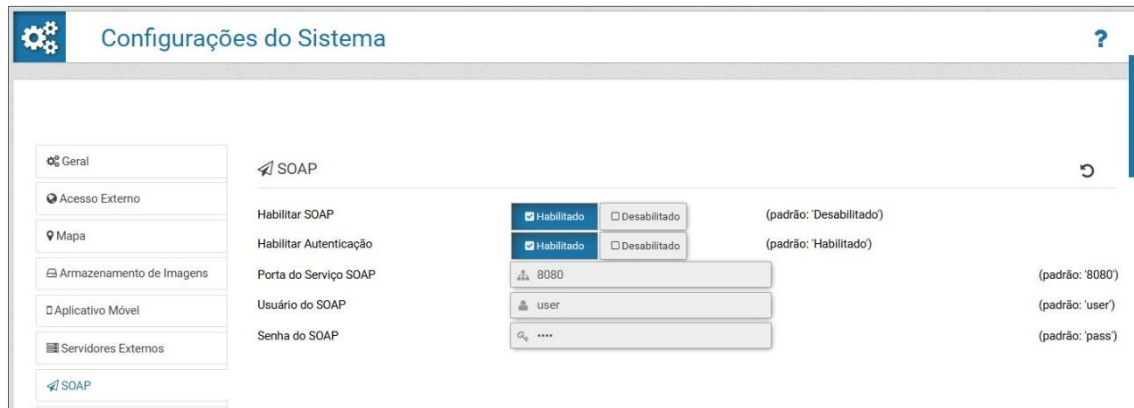 Configurações do Sistema
?
Geral
Acesso Externo
Mapa
Armazenamento de Imagens
Aplicativo Móvel
Servidores Externos
SOAP
SOAP
Habilitar SOAP Habilitado Desabilitado (padrão: 'Desabilitado')
Habilitar Autenticação Habilitado Desabilitado (padrão: 'Habilitado')
Porta do Serviço SOAP 8080 (padrão: '8080')
Usuário do SOAP user (padrão: 'user')
Senha do SOAP •••• (padrão: 'pass')